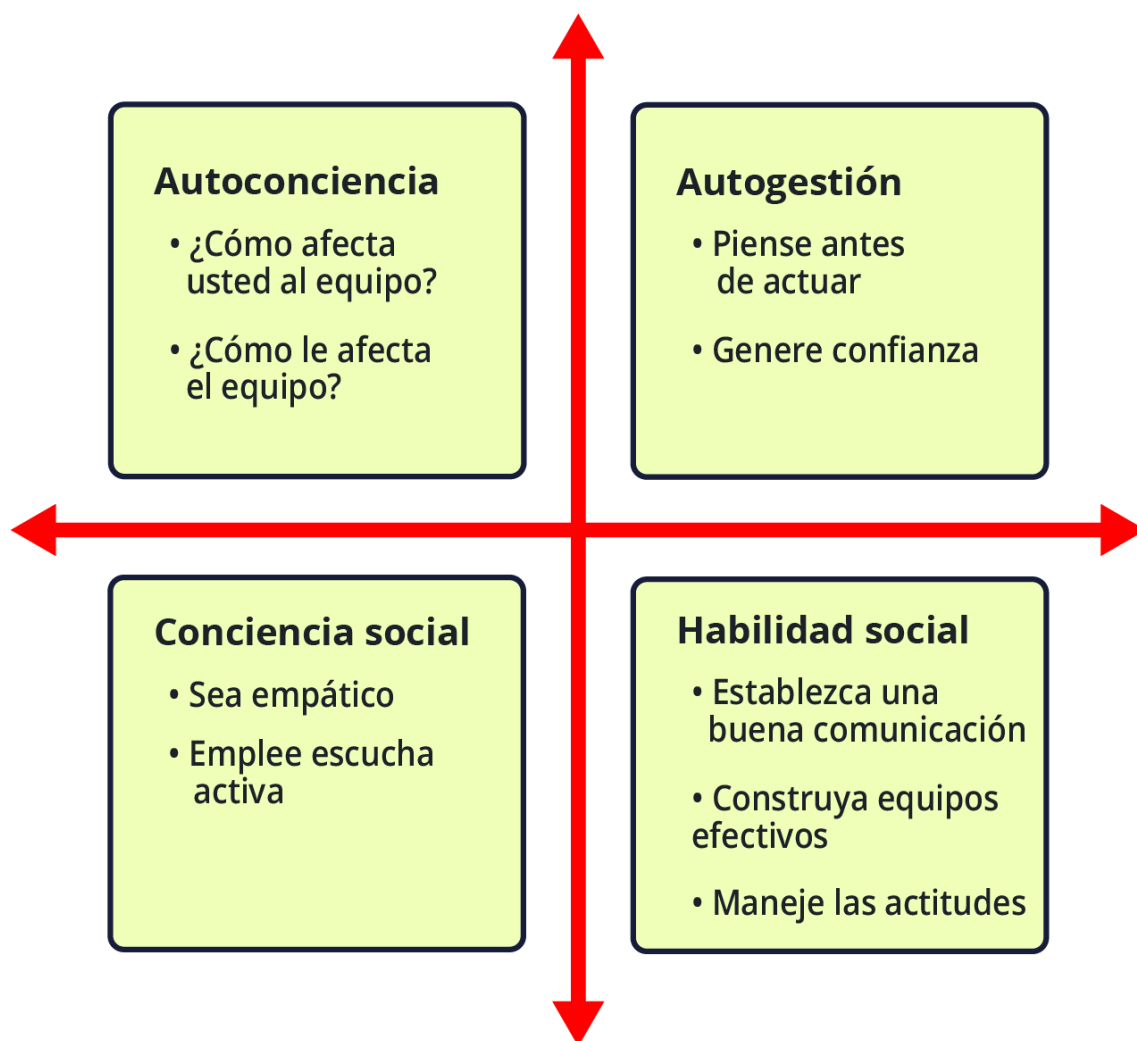 Autoconciencia
• ¿Cómo afecta
usted al equipo?
• ¿Cómo le afecta
el equipo?
Autogestión
• Piense antes
de actuar
• Genere confianza
Conciencia social
• Sea empático
• Emplee escucha
activa
Habilidad social
• Establezca una
buena comunicación
• Construya equipos
efectivos
• Maneje las actitudes